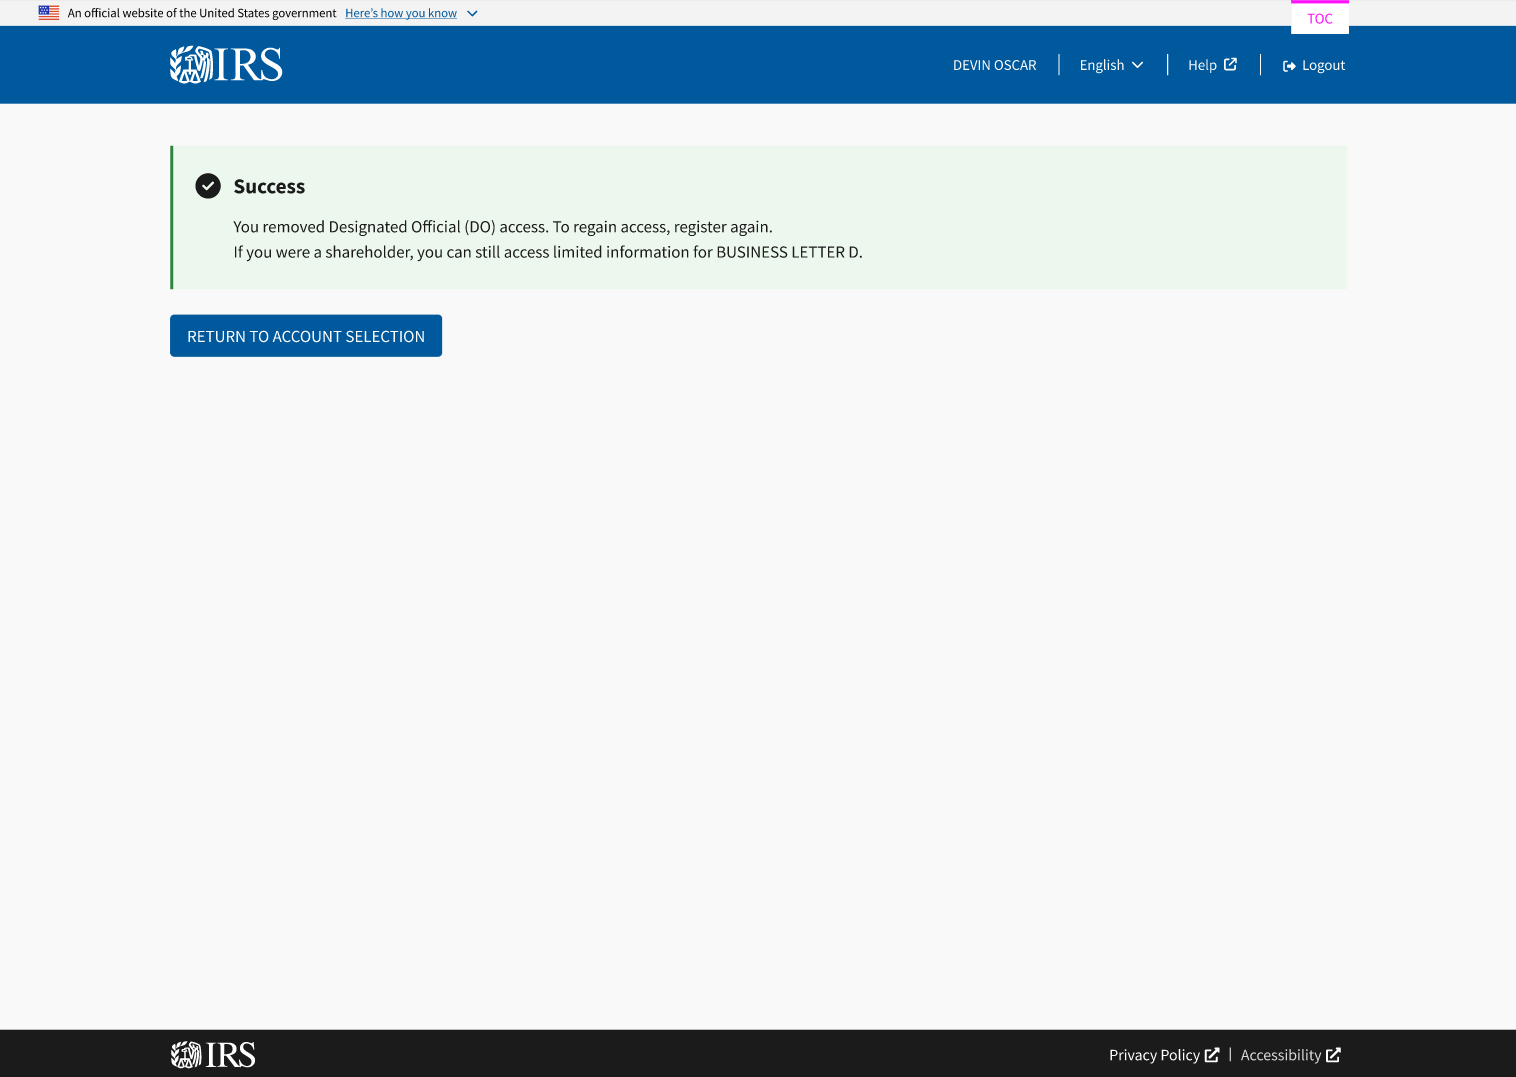 An official website of the United States government Here's how you know
TOC
IRS
DEVIN OSCAR
English
Help
Logout
Success
You removed Designated Official (DO) access. To regain access, register again.
If you were a shareholder, you can still access limited information for BUSINESS LETTER D.
RETURN TO ACCOUNT SELECTION
IRS
Privacy Policy | Accessibility